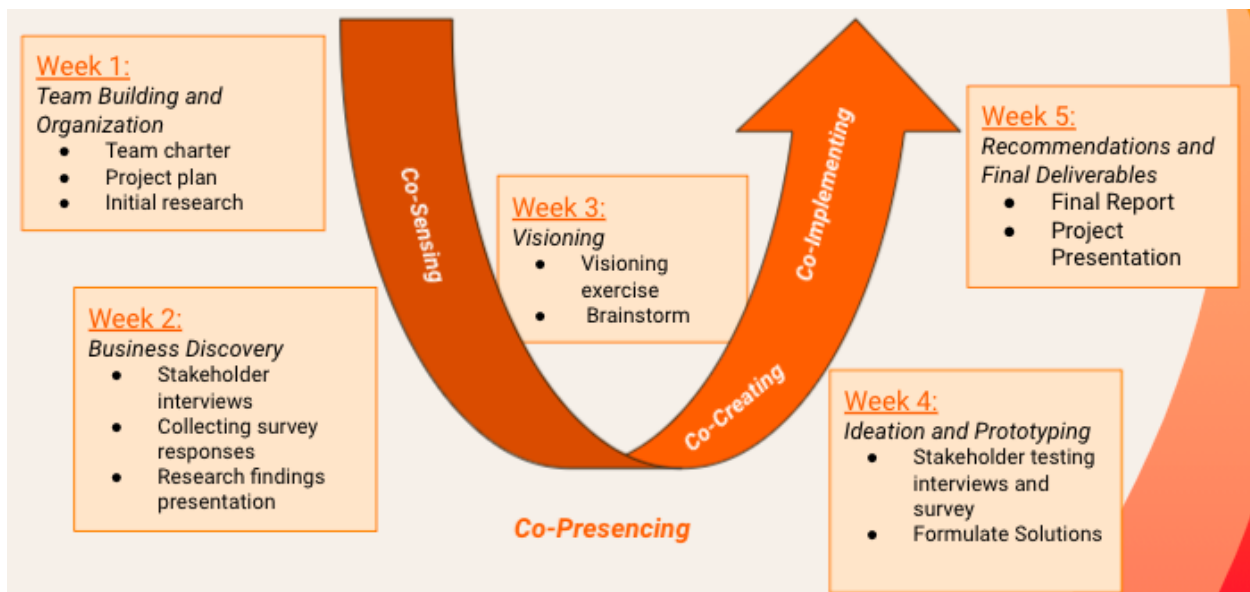 Week 1:
Team Building and
Organization
● Team charter
● Project plan
● Initial research
Week 2:
Business Discovery
● Stakeholder
interviews
● Collecting survey
responses
● Research findings
presentation
Co-Sensing
Week 3:
Visioning
● Visioning
exercise
● Brainstorm
Co-Presencing
Co-Creating
Co-Implementing
Week 4:
Ideation and Prototyping
● Stakeholder testing
interviews and
survey
● Formulate Solutions
Week 5:
Recommendations and
Final Deliverables
● Final Report
● Project
Presentation